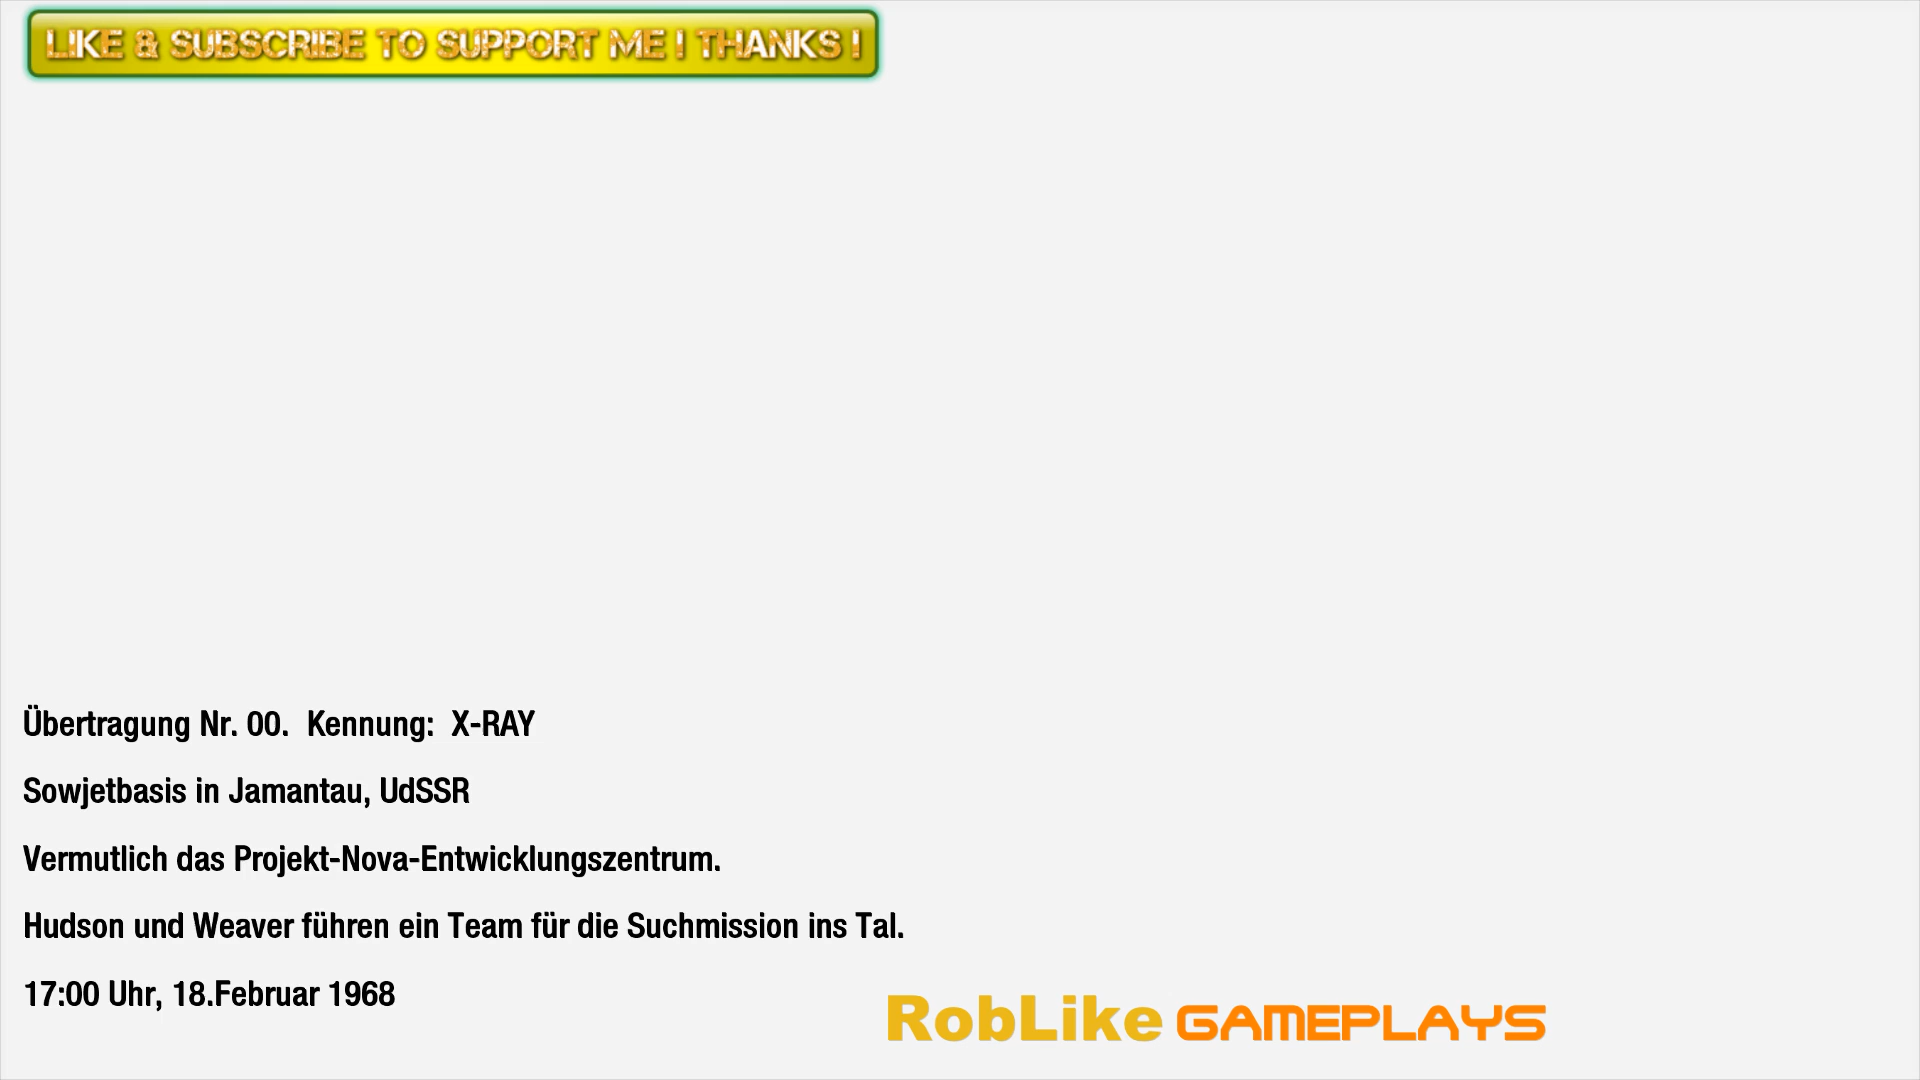 LIKE & SUBSCRIBE TO SUPPORT ME ! THANKS !
Übertragung Nr. 00.  Kennung:  X-RAY
Sowjetbasis in Jamantau, UdSSR
Vermutlich das Projekt-Nova-Entwicklungszentrum.
Hudson und Weaver führen ein Team für die Suchmission ins Tal.
17:00 Uhr, 18.Februar 1968
RobLike GAMEPLAYS